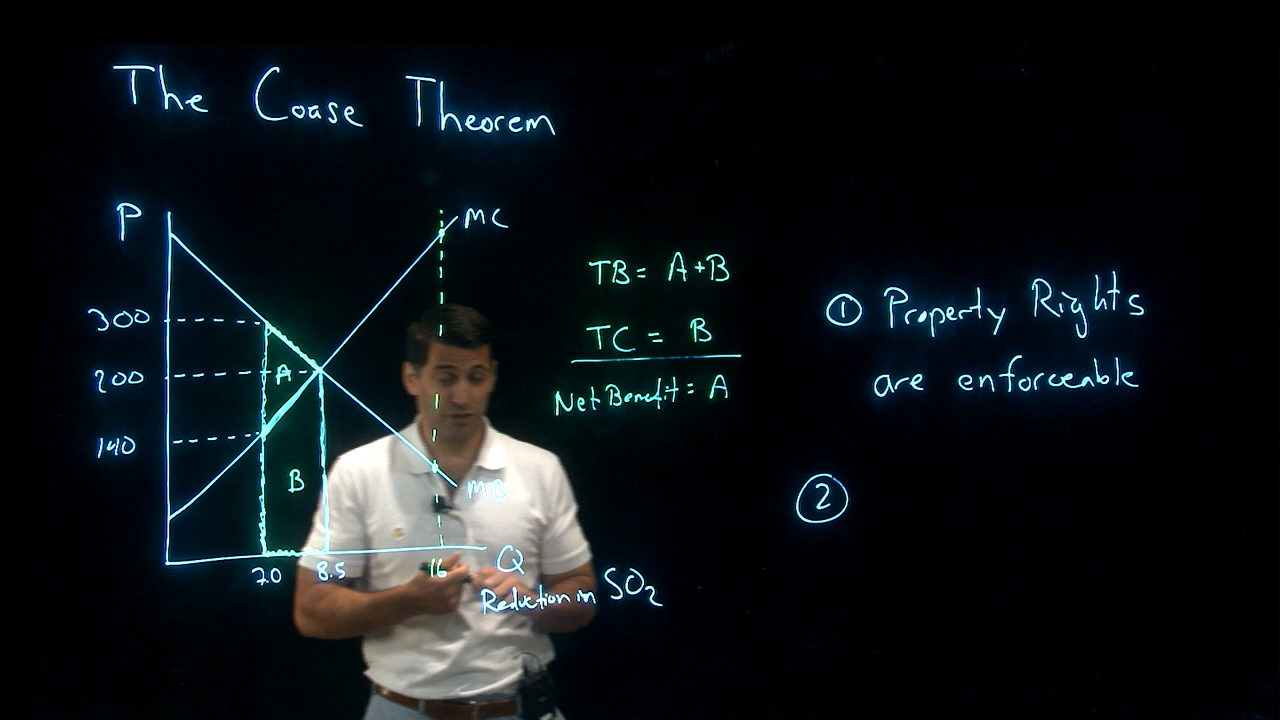 The Coase Theorem
P
MC
300
200
140
A
B
MB
7.0
8.5
16
Q
Reduction in SO2
TB = A+B
TC = B
Net Benefit = A
① Property Rights
are enforceable
②